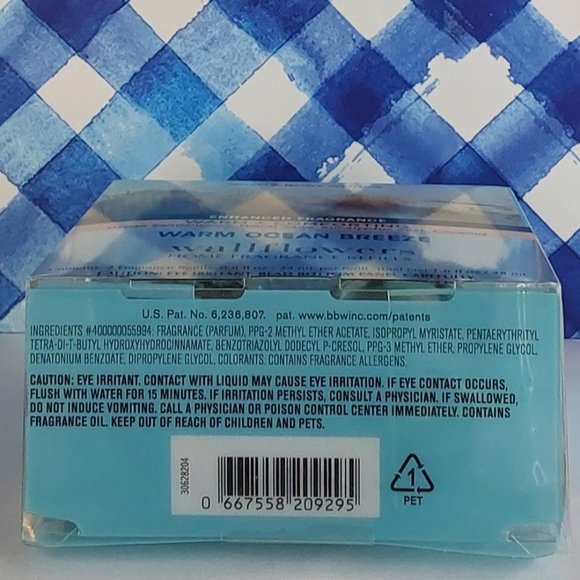 ENHANCED FRAGRANCE
WARM OCEAN BREEZE
wallflowers
HOME FRAGRANCE REFILLS
U.S. Pat. No. 6,236,807. pat. www.bbwinc.com/patents
INGREDIENTS #400000055994: FRAGRANCE (PARFUM), PPG-2 METHYL ETHER ACETATE, ISOPROPYL MYRISTATE, PENTAERYTHRITYL
TETRA-DI-T-BUTYL HYDROXYHYDROCINNAMATE, BENZOTRIAZOLYL DODECYL P-CRESOL, PPG-3 METHYL ETHER, PROPYLENE GLYCOL,
DENATONIUM BENZOATE, DIPROPYLENE GLYCOL, COLORANTS. CONTAINS FRAGRANCE ALLERGENS.
CAUTION: EYE IRRITANT. CONTACT WITH LIQUID MAY CAUSE EYE IRRITATION. IF EYE CONTACT OCCURS,
FLUSH WITH WATER FOR 15 MINUTES. IF IRRITATION PERSISTS, CONSULT A PHYSICIAN. IF SWALLOWED,
DO NOT INDUCE VOMITING. CALL A PHYSICIAN OR POISON CONTROL CENTER IMMEDIATELY. CONTAINS
FRAGRANCE OIL. KEEP OUT OF REACH OF CHILDREN AND PETS.
30628204
0 667558 209295
1
PET